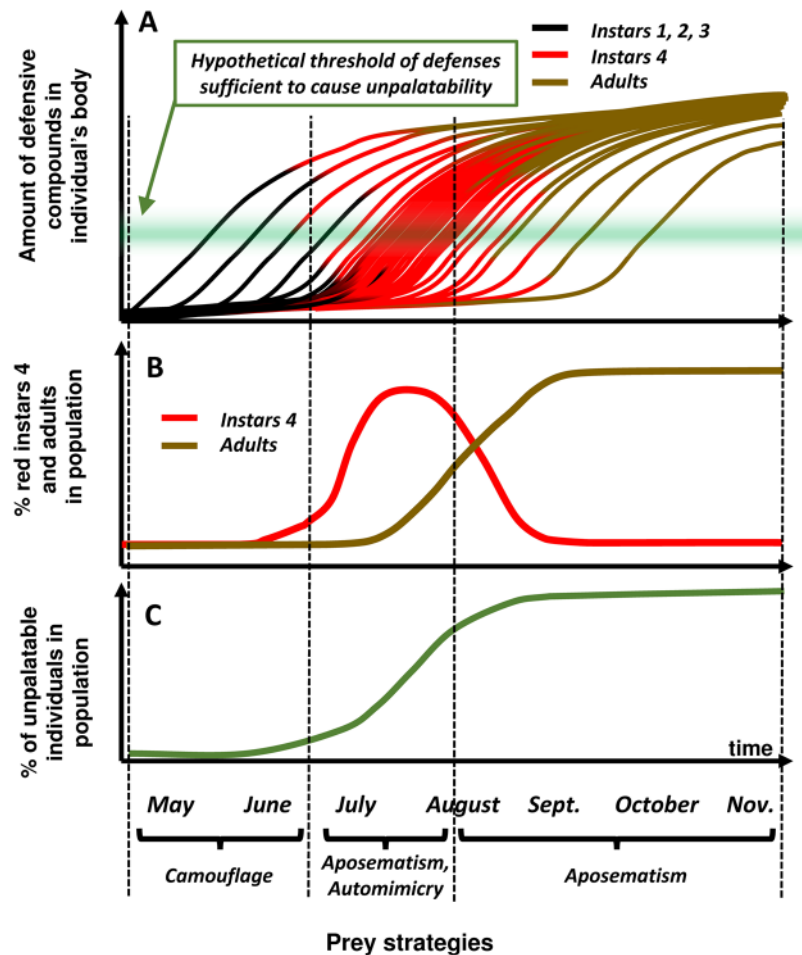 A
Instars 1, 2, 3
Instars 4
Adults
Hypothetical threshold of defenses
sufficient to cause unpalatability
Amount of defensive
compounds in
individual's body
B
Instars 4
Adults
% red instars 4
and adults
in population
C
% of unpalatable
individuals in
population
time
May June July August Sept. October Nov.
Camouflage
Aposematism,
Automimicry
Aposematism
Prey strategies